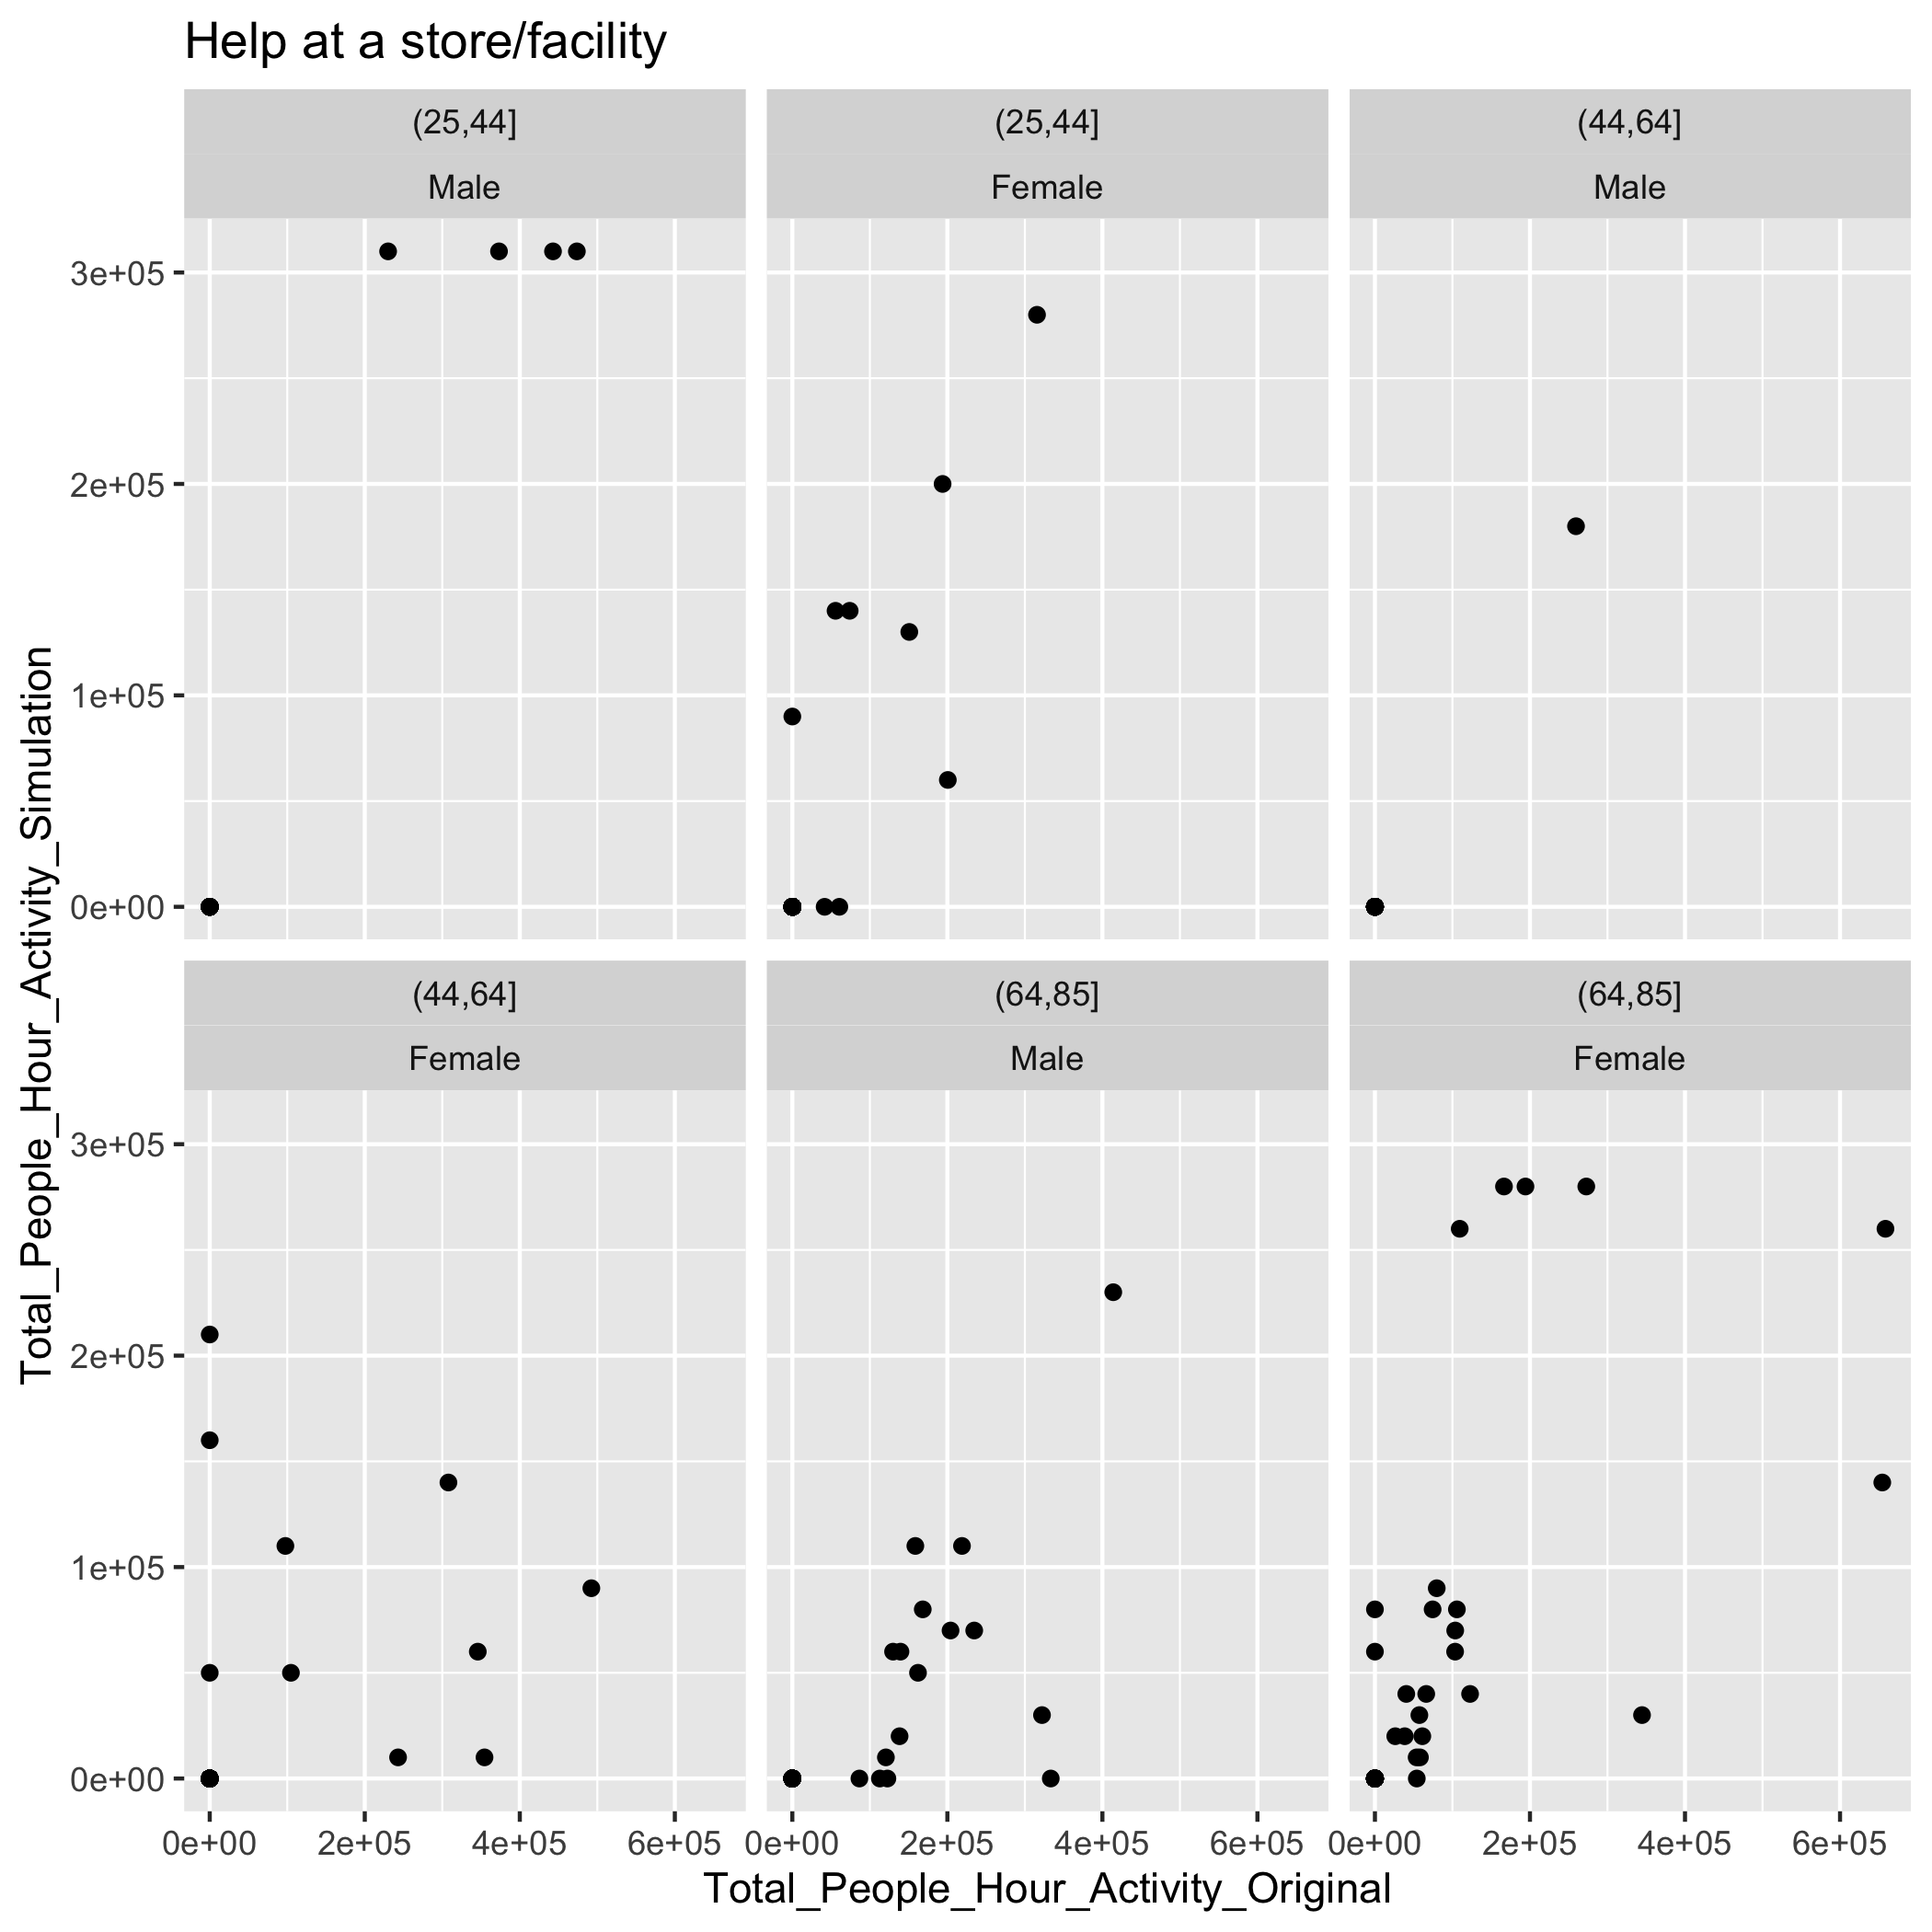 Help at a store/facility
(25,44]
Male
(25,44]
Female
(44,64]
Male
3e+05
2e+05
1e+05
0e+00
(44,64]
Female
(64,85]
Male
(64,85]
Female
3e+05
2e+05
1e+05
0e+00
0e+00 2e+05 4e+05 6e+05
0e+00 2e+05 4e+05 6e+05
0e+00 2e+05 4e+05 6e+05
Total_People_Hour_Activity_Original
Total_People_Hour_Activity_Simulation